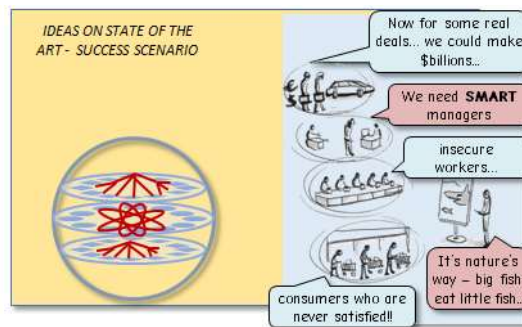 IDEAS ON STATE OF THE
ART - SUCCESS SCENARIO
Now for some real
deals... we could make
$billions...
We need SMART
managers
insecure
workers...
It's nature's
way – big fish
eat little fish...
consumers who are
never satisfied!!